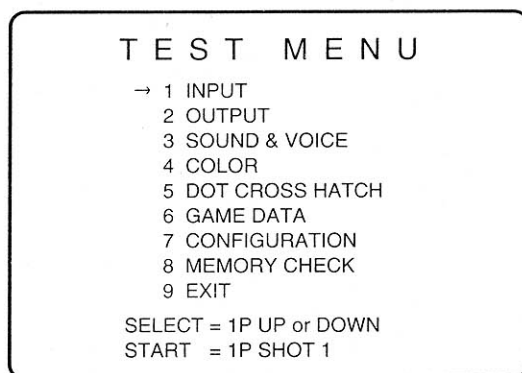 TEST MENU
→ 1 INPUT
2 OUTPUT
3 SOUND & VOICE
4 COLOR
5 DOT CROSS HATCH
6 GAME DATA
7 CONFIGURATION
8 MEMORY CHECK
9 EXIT
SELECT = 1P UP or DOWN
START = 1P SHOT 1